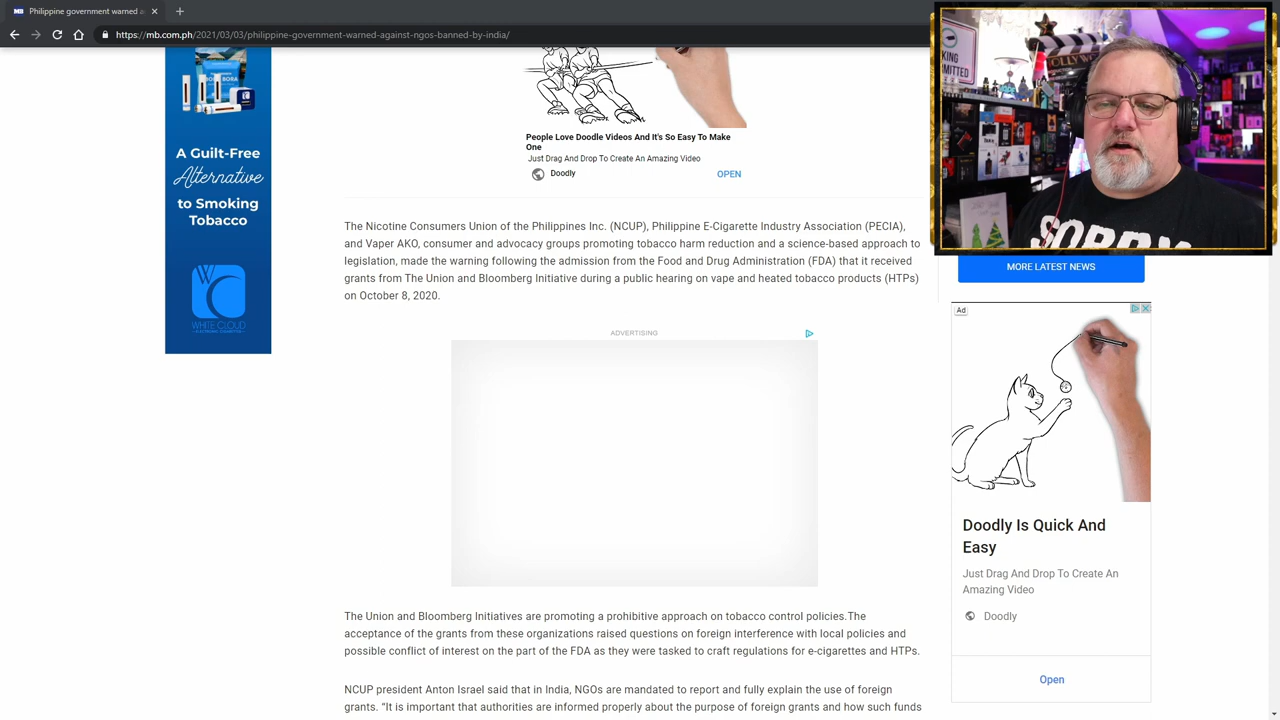 Philippine government warned a
https://mb.com.ph/2021/03/03/philippine-government-warned-against-ngos-banned-by-india/
BORA BORA
A Guilt-Free
Alternative
to Smoking
Tobacco
WHITE CLOUD
People Love Doodle Videos And It's So Easy To Make
One
Just Drag And Drop To Create An Amazing Video
Doodly
OPEN
The Nicotine Consumers Union of the Philippines Inc. (NCUP), Philippine E-Cigarette Industry Association (PECIA),
and Vaper AKO, consumer and advocacy groups promoting tobacco harm reduction and a science-based approach to
legislation, made the warning following the admission from the Food and Drug Administration (FDA) that it received
grants from The Union and Bloomberg Initiative during a public hearing on vape and heated tobacco products (HTPs)
on October 8, 2020.
ADVERTISING
The Union and Bloomberg Initiatives are promoting a prohibitive approach on tobacco control policies.The
acceptance of the grants from these organizations raised questions on foreign interference with local policies and
possible conflict of interest on the part of the FDA as they were tasked to craft regulations for e-cigarettes and HTPs.
NCUP president Anton Israel said that in India, NGOs are mandated to report and fully explain the use of foreign
grants. “It is important that authorities are informed properly about the purpose of foreign grants and how such funds
SORRY
MORE LATEST NEWS
Ad
Doodly Is Quick And
Easy
Just Drag And Drop To Create An
Amazing Video
Doodly
Open